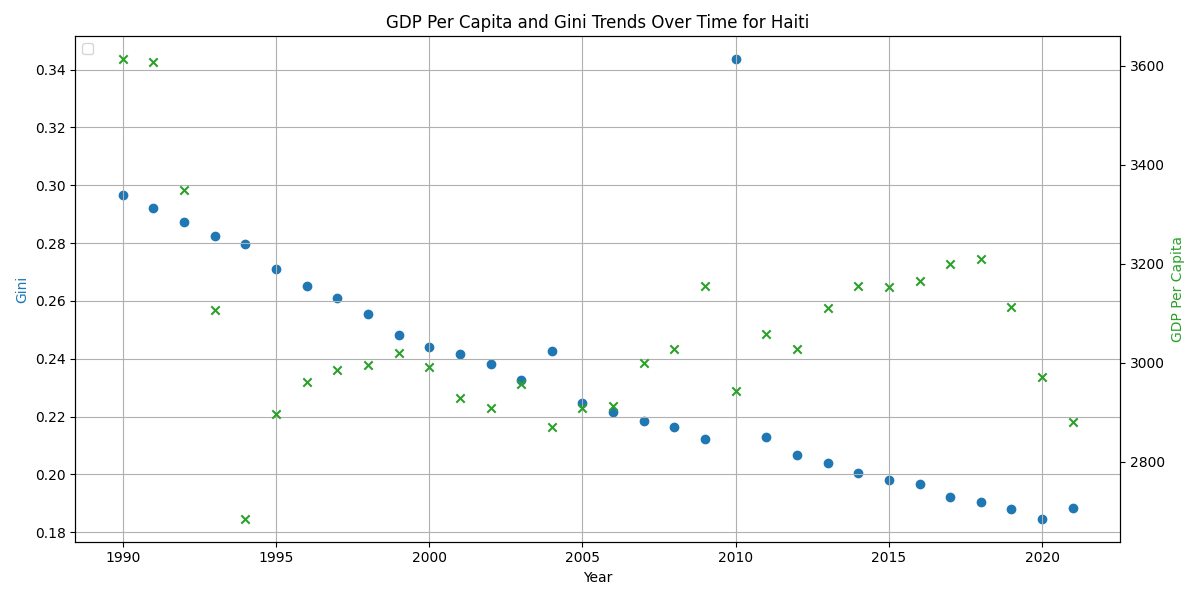 GDP Per Capita and Gini Trends Over Time for Haiti
Gini
0.34
0.32
0.30
0.28
0.26
0.24
0.22
0.20
0.18
3600
3400
3200
3000
2800
GDP Per Capita
1990 1995 2000 2005 2010 2015 2020
Year